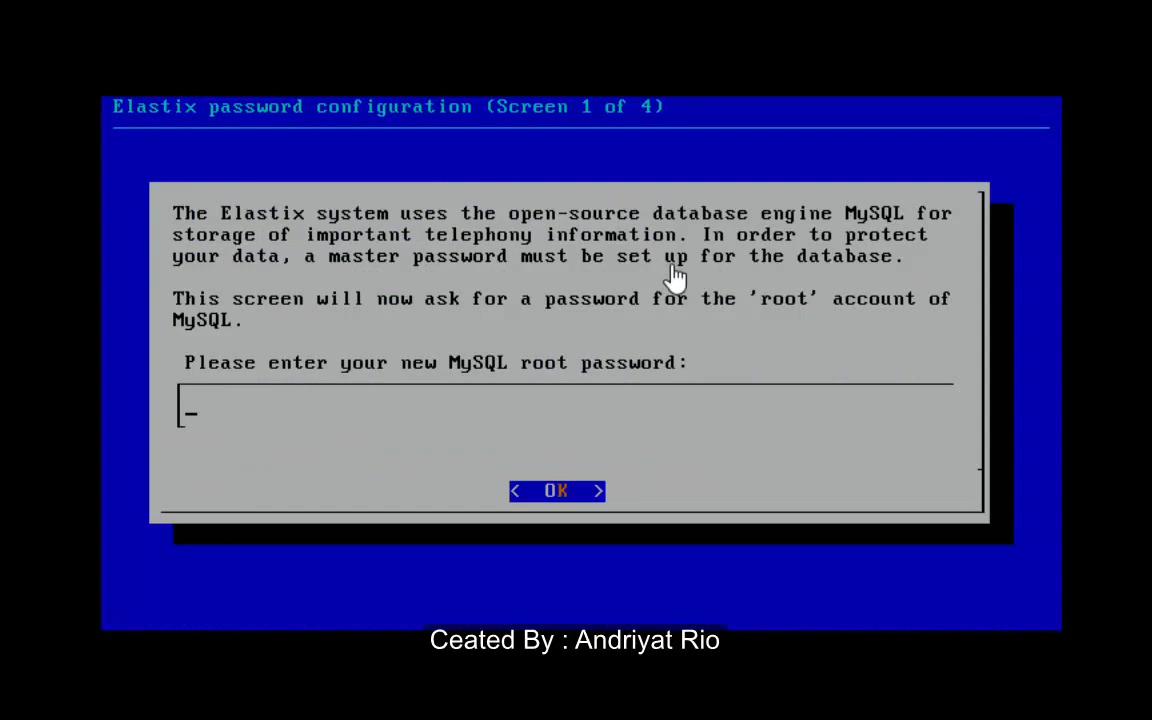 Elastix password configuration (Screen 1 of 4)
The Elastix system uses the open-source database engine MySQL for
storage of important telephony information. In order to protect
your data, a master password must be set up for the database.
This screen will now ask for a password for the 'root' account of
MySQL.
Please enter your new MySQL root password:
< OK >
Ceated By : Andriyat Rio